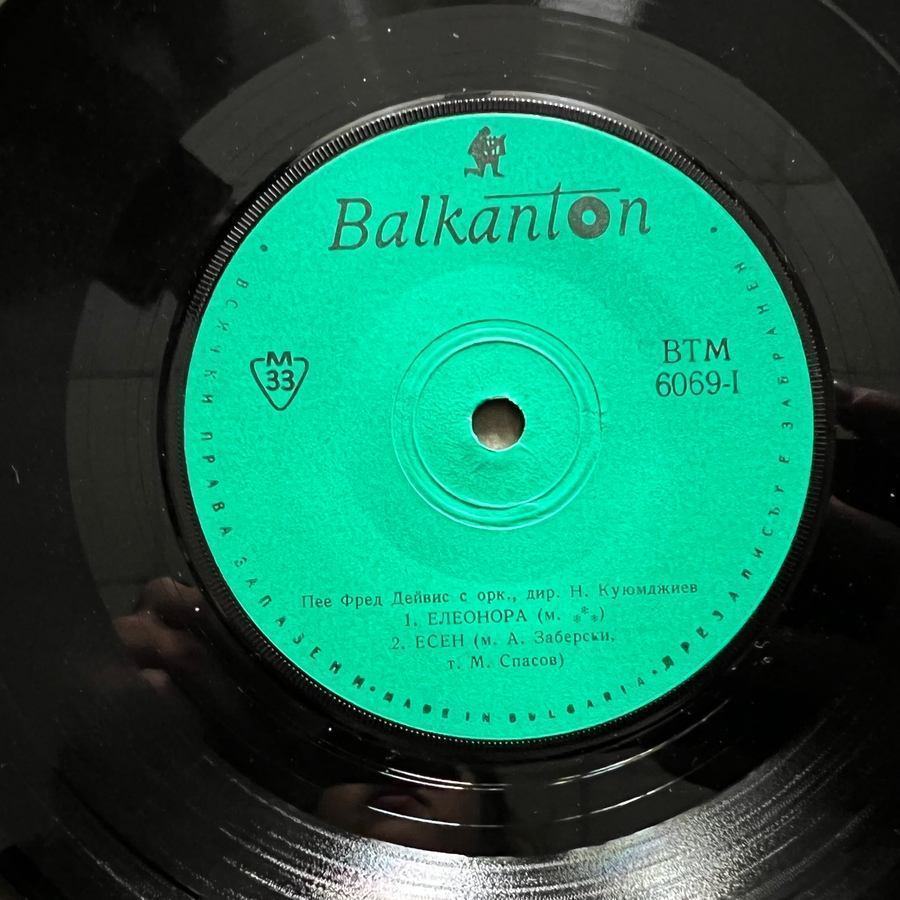 Balkanton
M
33
ВТМ
6069-I
Пее Фред Дейвис с орк., дир. Н. Куюмджиев
1. ЕЛЕОНОРА (м. ***)
2. ЕСЕН (м. А. Заберски,
т. М. Спасов)
• ВСИЧКИ ПРАВА ЗАПАЗЕНИ • MADE IN BULGARIA • ПРЕЗАПИСЪТ Е ЗАБРАНЕН •